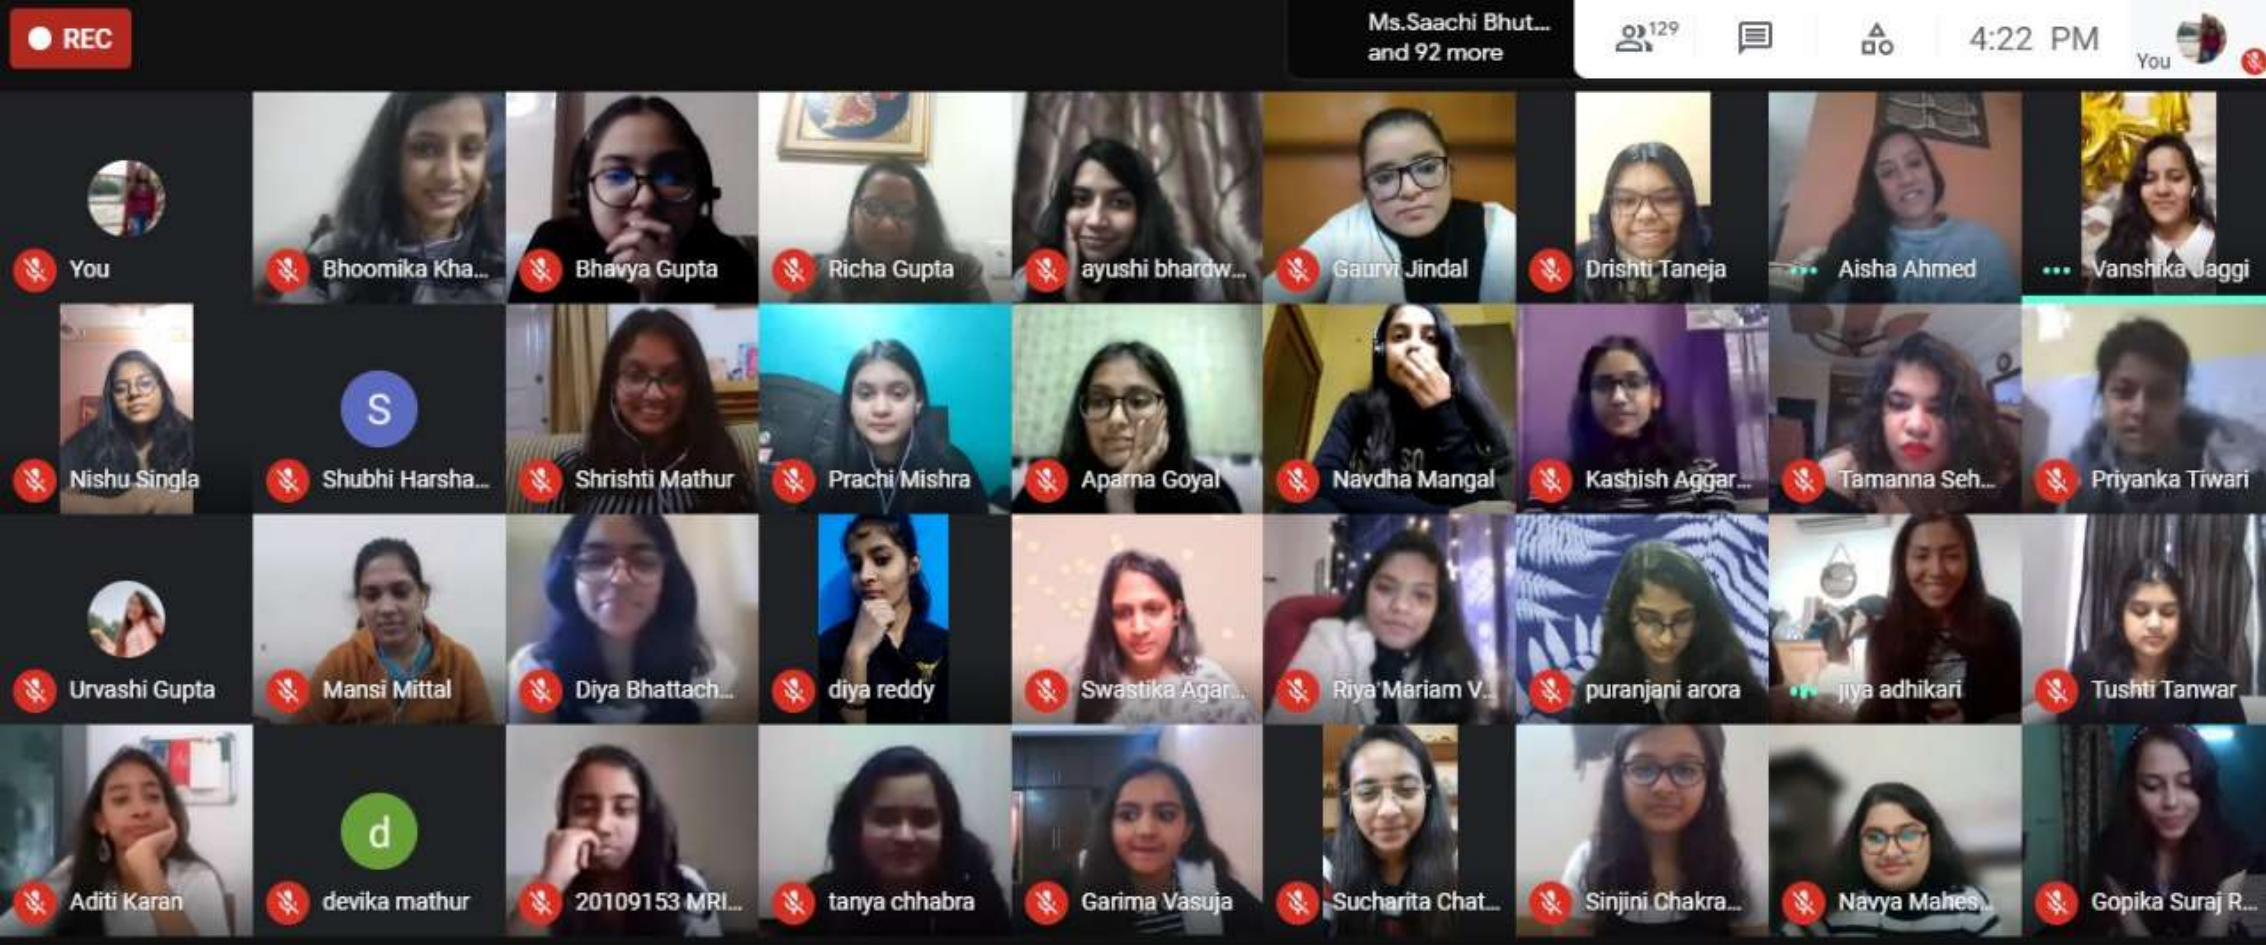 REC
Ms.Saachi Bhut...
and 92 more
129
4:22 PM
You
You
Bhoomika Kha...
Bhavya Gupta
Richa Gupta
ayushi bhardw...
Gaurvi Jindal
Drishti Taneja
Aisha Ahmed
Vanshika Jaggi
Nishu Singla
S
Shubhi Harsha...
Shrishti Mathur
Prachi Mishra
Aparna Goyal
Navdha Mangal
Kashish Aggar...
Tamanna Seh...
Priyanka Tiwari
Urvashi Gupta
Mansi Mittal
Diya Bhattach...
diya reddy
Swastika Agar...
Riya Mariam V...
puranjani arora
jiya adhikari
Tushti Tanwar
Aditi Karan
d
devika mathur
20109153 MRI...
tanya chhabra
Garima Vasuja
Sucharita Chat...
Sinjini Chakra...
Navya Mahes...
Gopika Suraj R...